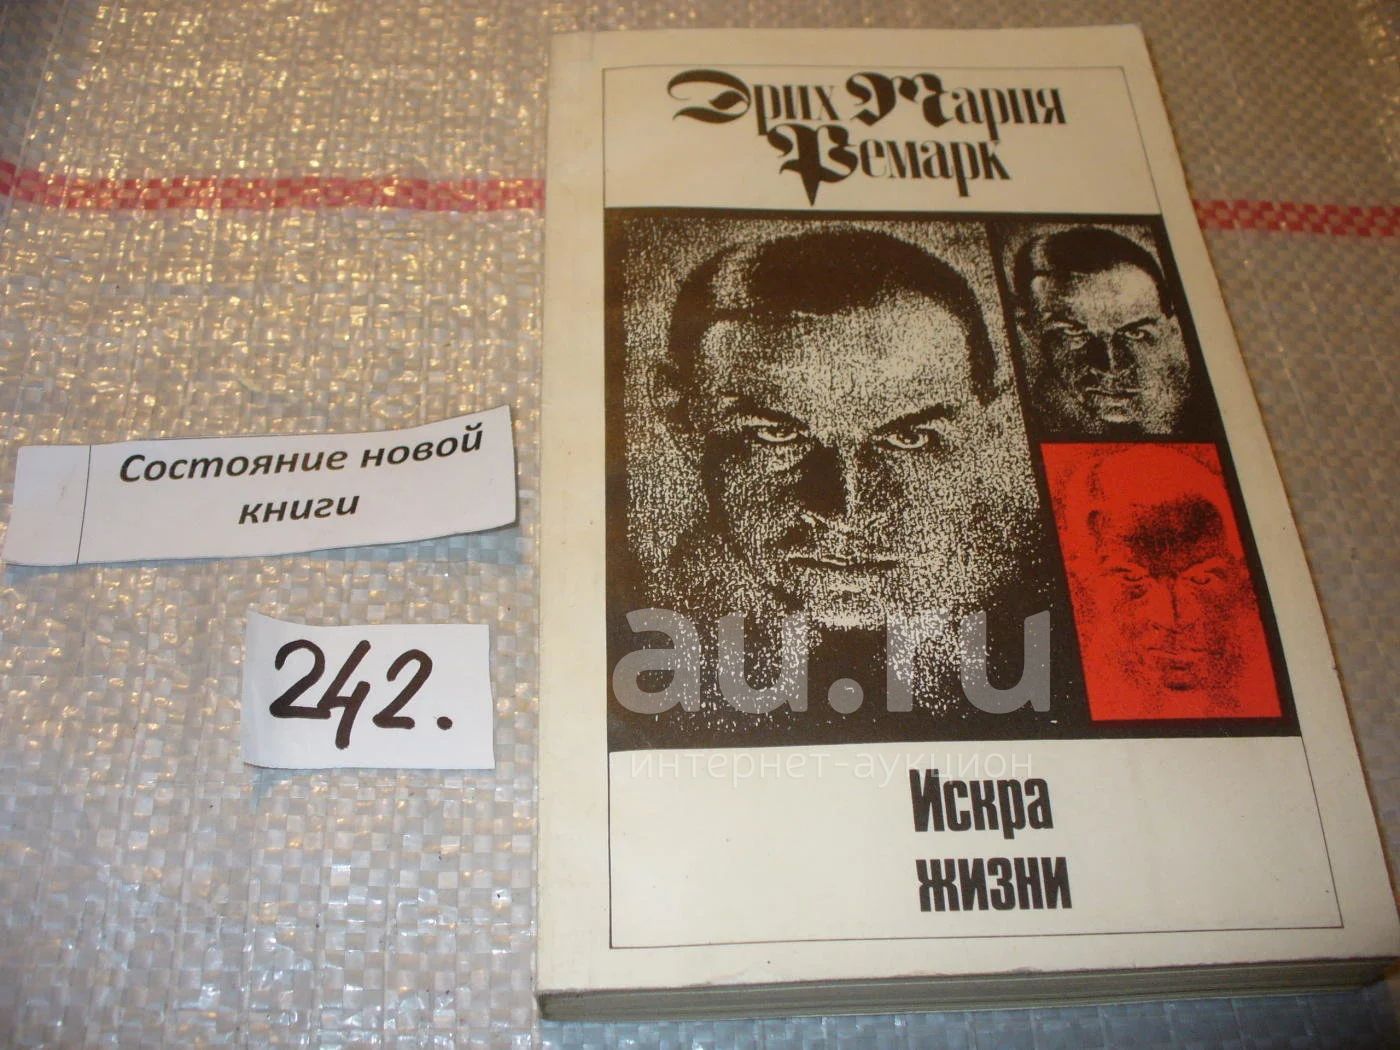 Эрих Мария
Ремарк
Состояние новой
книги
242.
au.ru
интернет-аукцион
Искра
жизни